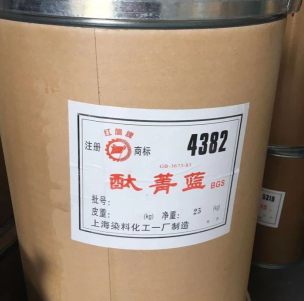 红旗牌
注册 商标 4382
酞菁蓝 BGS
批号：
皮重： (kg) 净重： 25 (kg)
上海染料化工一厂制造